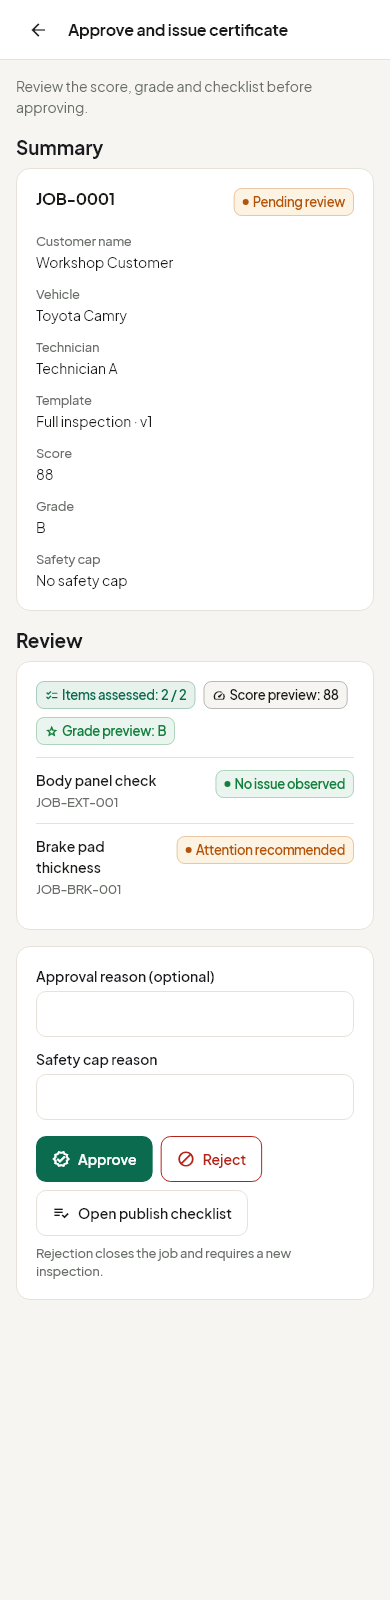 Approve and issue certificate
Review the score, grade and checklist before
approving.
Summary
JOB-0001
Pending review
Customer name
Workshop Customer
Vehicle
Toyota Camry
Technician
Technician A
Template
Full inspection · v1
Score
88
Grade
B
Safety cap
No safety cap
Review
Items assessed: 2 / 2
Score preview: 88
Grade preview: B
Body panel check
No issue observed
JOB-EXT-001
Brake pad
thickness
Attention recommended
JOB-BRK-001
Approval reason (optional)
Safety cap reason
Approve
Reject
Open publish checklist
Rejection closes the job and requires a new
inspection.